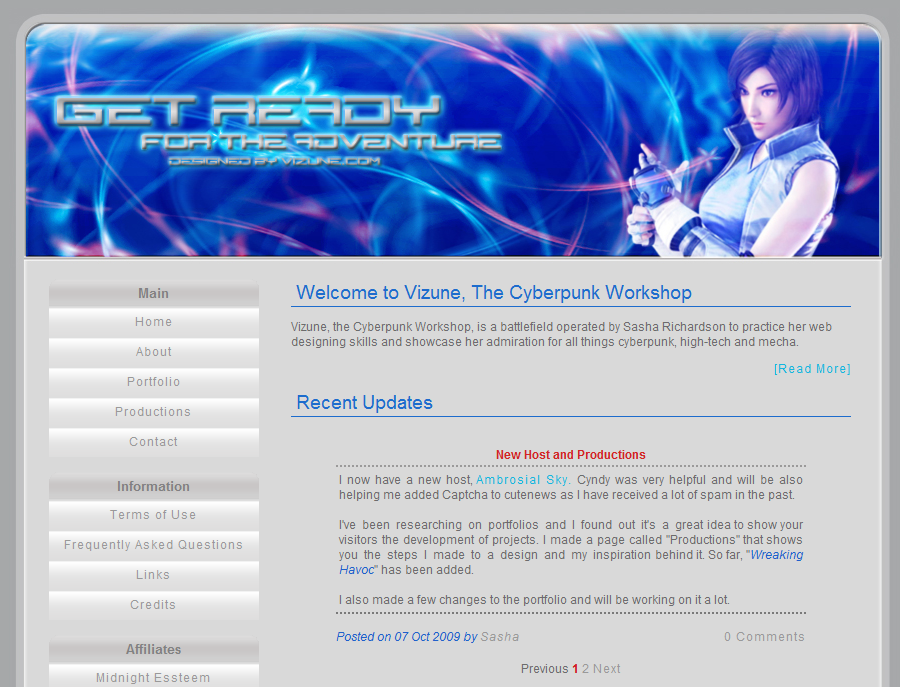 GET READY
FOR THE ADVENTURE
DESIGNED BY VIZUNE.COM
Main
Home
About
Portfolio
Productions
Contact
Information
Terms of Use
Frequently Asked Questions
Links
Credits
Affiliates
Midnight Essteem
Welcome to Vizune, The Cyberpunk Workshop
Vizune, the Cyberpunk Workshop, is a battlefield operated by Sasha Richardson to practice her web
designing skills and showcase her admiration for all things cyberpunk, high-tech and mecha.
[Read More]
Recent Updates
New Host and Productions
I now have a new host, Ambrosial Sky. Cyndy was very helpful and will be also
helping me added Captcha to cutenews as I have received a lot of spam in the past.
I've been researching on portfolios and I found out it's a great idea to show your
visitors the development of projects. I made a page called "Productions" that shows
you the steps I made to a design and my inspiration behind it. So far, "Wreaking
Havoc" has been added.
I also made a few changes to the portfolio and will be working on it a lot.
Posted on 07 Oct 2009 by Sasha 0 Comments
Previous 1 2 Next